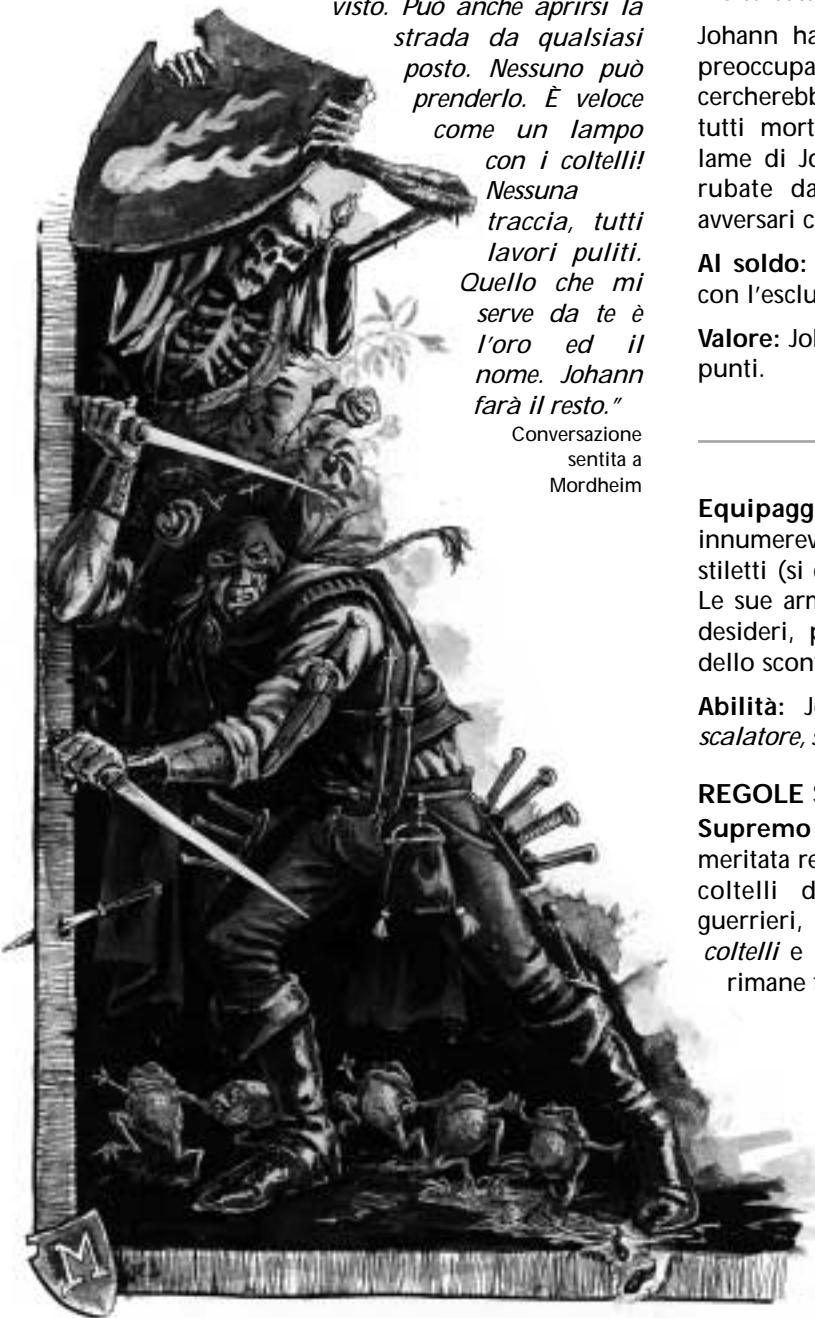 visto. Può anche aprirsi la
strada da qualsiasi
posto. Nessuno può
prenderlo. È veloce
come un lampo
con i coltelli!
Nessuna
traccia, tutti
lavori puliti.
Quello che mi
serve da te è
l'oro ed il
nome. Johann
farà il resto."
Conversazione
sentita a
Mordheim
M
Johann ha
preoccupa
cercherebb
tutti mort
lame di Jo
rubate da
avversari c
Al soldo:
con l'esclu
Valore: Joh
punti.
Equipagg
innumerev
stiletti (si
Le sue arm
desideri, p
dello scont
Abilità: Jo
scalatore, s
REGOLE S
Supremo
meritata re
coltelli d
guerrieri,
coltelli e
rimane f